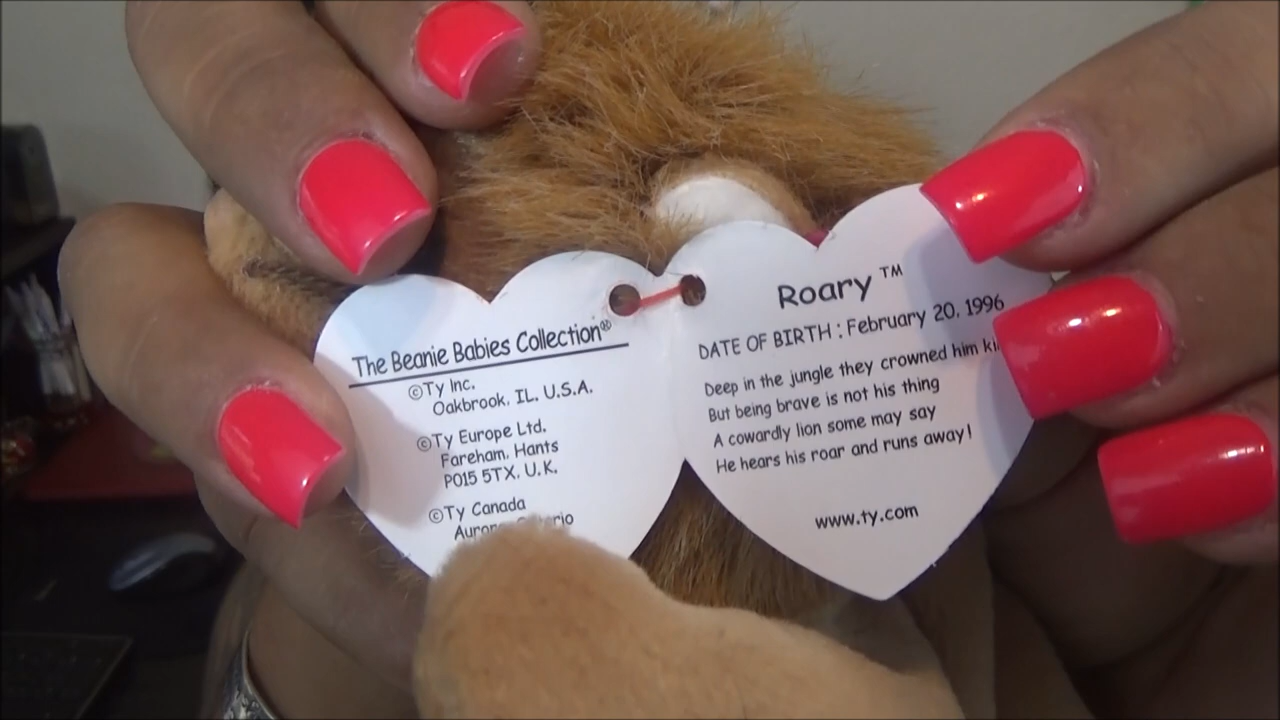 The Beanie Babies Collection®
©Ty Inc.
Oakbrook, IL, U.S.A.
©Ty Europe Ltd.
Fareham, Hants
PO15 5TX, U.K.
©Ty Canada
Roary™
DATE OF BIRTH : February 20, 1996
Deep in the jungle they crowned him
But being brave is not his thing
A cowardly lion some may say
He hears his roar and runs away!
www.ty.com